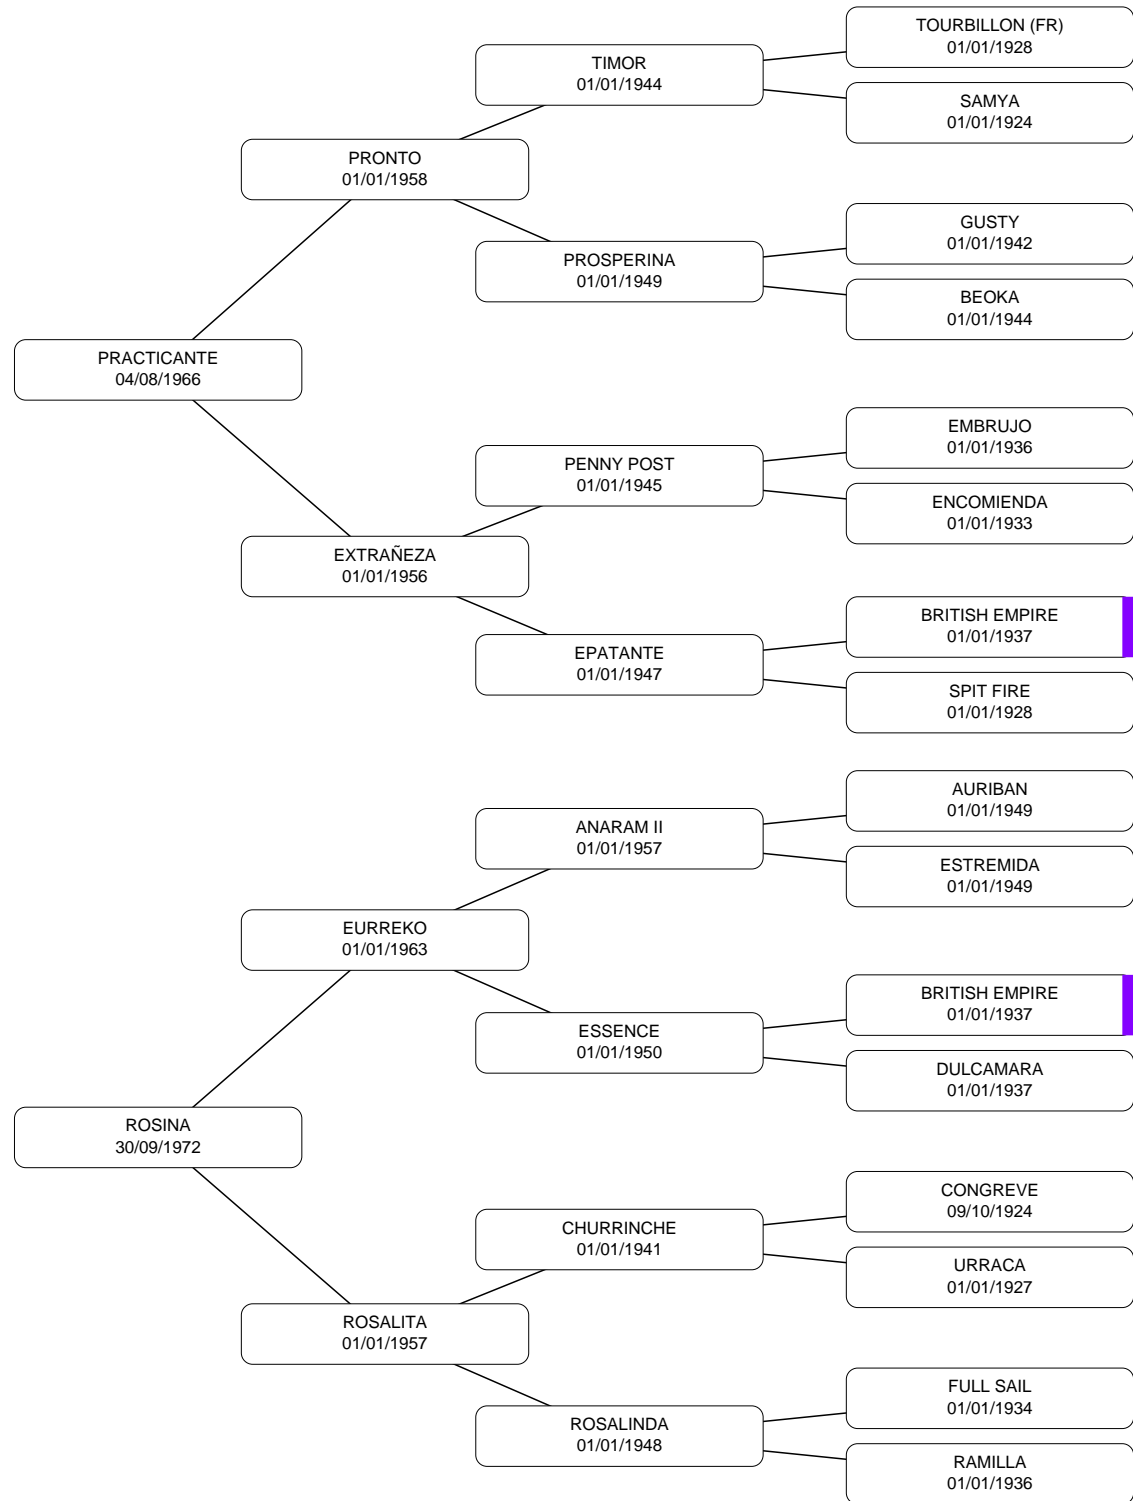 TOURBILLON (FR)
01/01/1928
TIMOR
01/01/1944
SAMYA
01/01/1924
PRONTO
01/01/1958
GUSTY
01/01/1942
PROSPERINA
01/01/1949
BEOKA
01/01/1944
PRACTICANTE
04/08/1966
EMBRUJO
01/01/1936
PENNY POST
01/01/1945
ENCOMIENDA
01/01/1933
EXTRAÑEZA
01/01/1956
BRITISH EMPIRE
01/01/1937
EPATANTE
01/01/1947
SPIT FIRE
01/01/1928
AURIBAN
01/01/1949
ANARAM II
01/01/1957
ESTREMIDA
01/01/1949
EURREKO
01/01/1963
BRITISH EMPIRE
01/01/1937
ESSENCE
01/01/1950
DULCAMARA
01/01/1937
ROSINA
30/09/1972
CONGREVE
09/10/1924
CHURRINCHE
01/01/1941
URRACA
01/01/1927
ROSALITA
01/01/1957
FULL SAIL
01/01/1934
ROSALINDA
01/01/1948
RAMILLA
01/01/1936